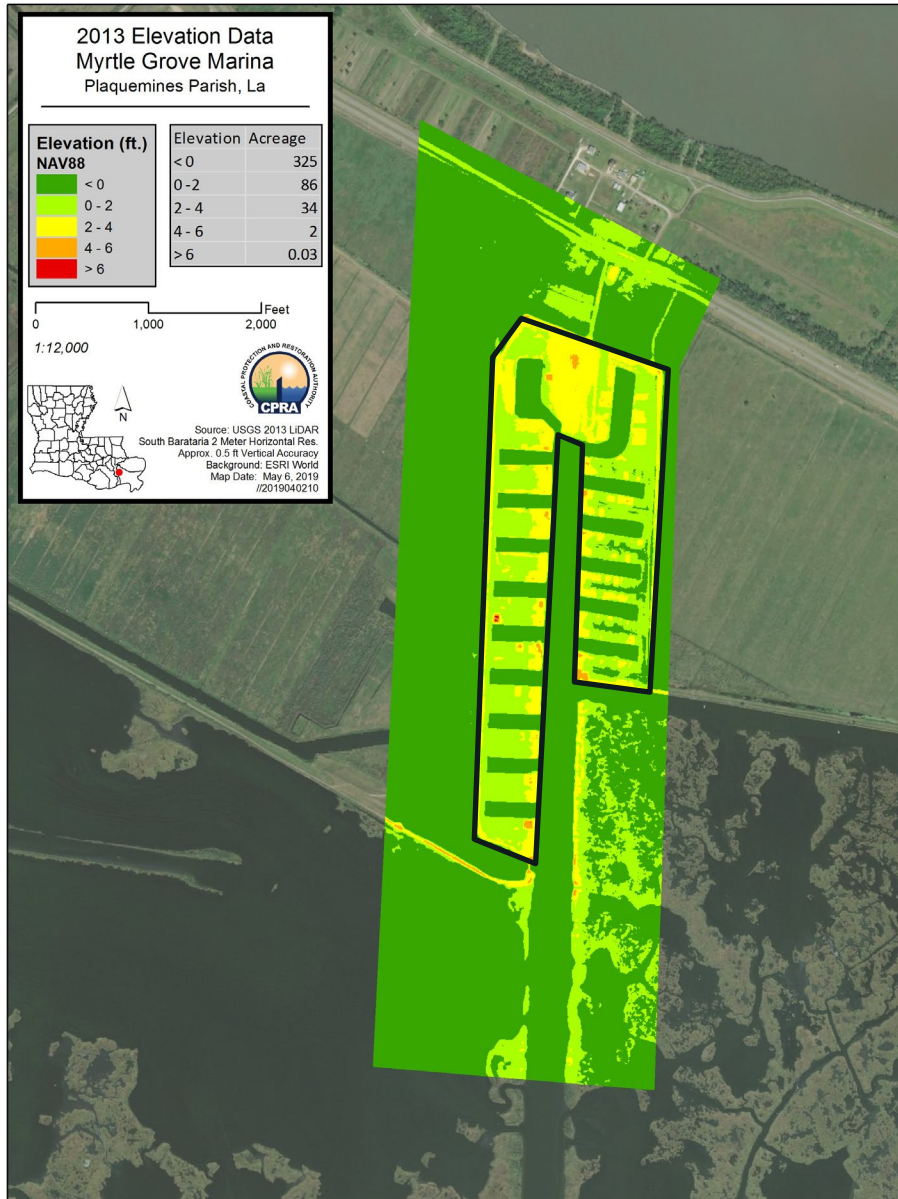 2013 Elevation Data
Myrtle Grove Marina
Plaquemines Parish, La
Elevation (ft.)
NAV88
< 0
0 - 2
2 - 4
4 - 6
> 6
Elevation Acreage
< 0 325
0 -2 86
2 - 4 34
4 - 6 2
> 6 0.03
Feet
0 1,000 2,000
1:12,000
N
COASTAL PROTECTION AND RESTORATION AUTHORITY
CPRA
Source: USGS 2013 LiDAR
South Barataria 2 Meter Horizontal Res.
Approx. 0.5 ft Vertical Accuracy
Background: ESRI World
Map Date: May 6, 2019
//2019040210